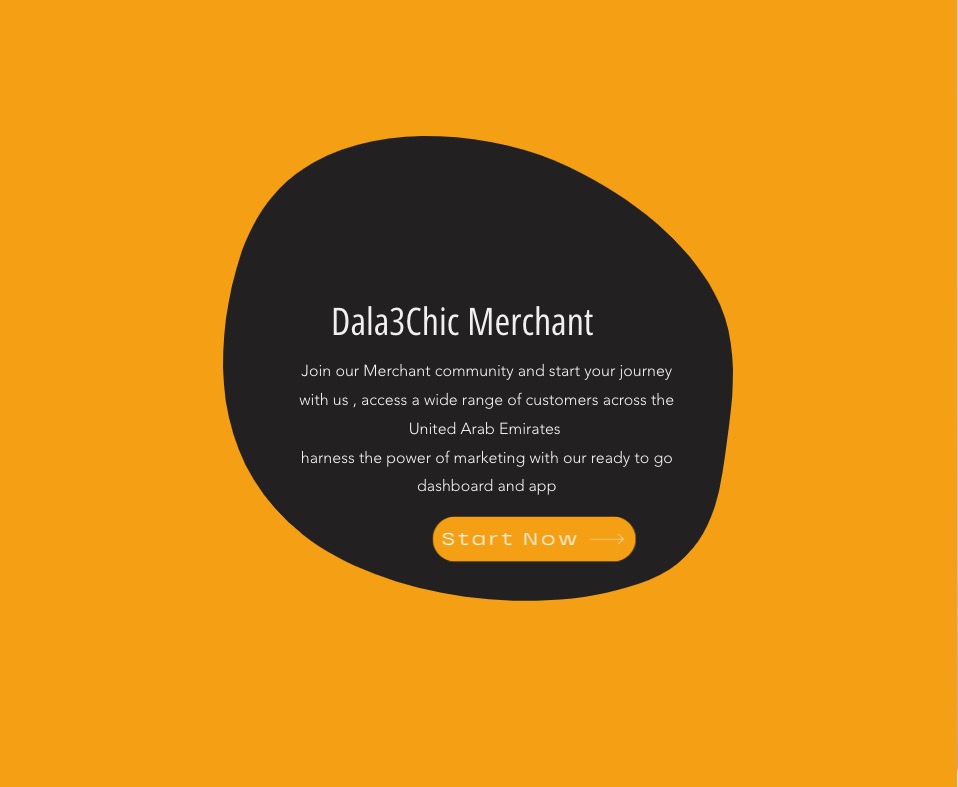 Dala3Chic Merchant
Join our Merchant community and start your journey
with us , access a wide range of customers across the
United Arab Emirates
harness the power of marketing with our ready to go
dashboard and app
Start Now